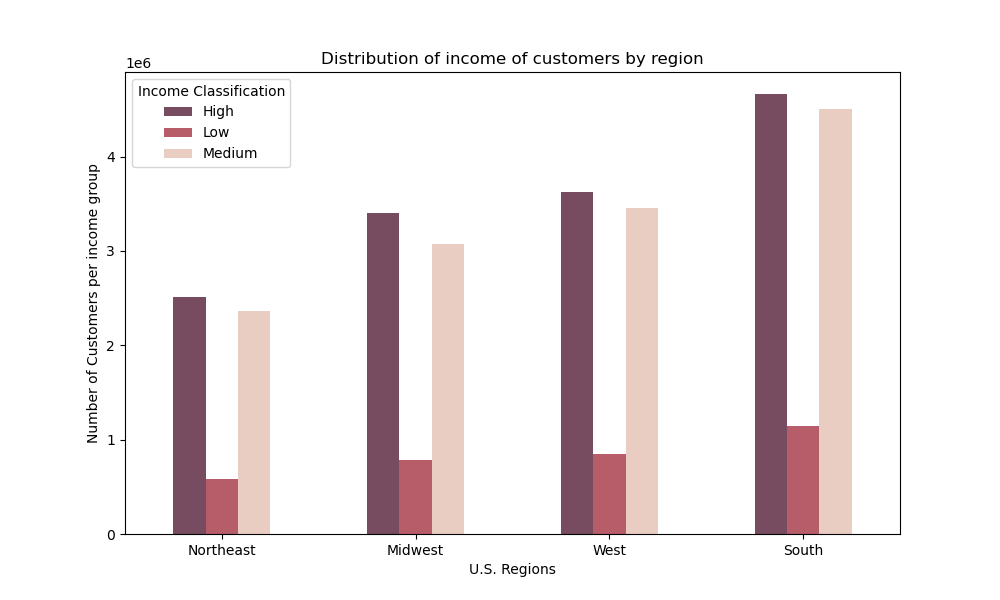 Distribution of income of customers by region
1e6
Income Classification
High
Low
Medium
Number of Customers per income group
4
3
2
1
0
Northeast
Midwest
West
South
U.S. Regions